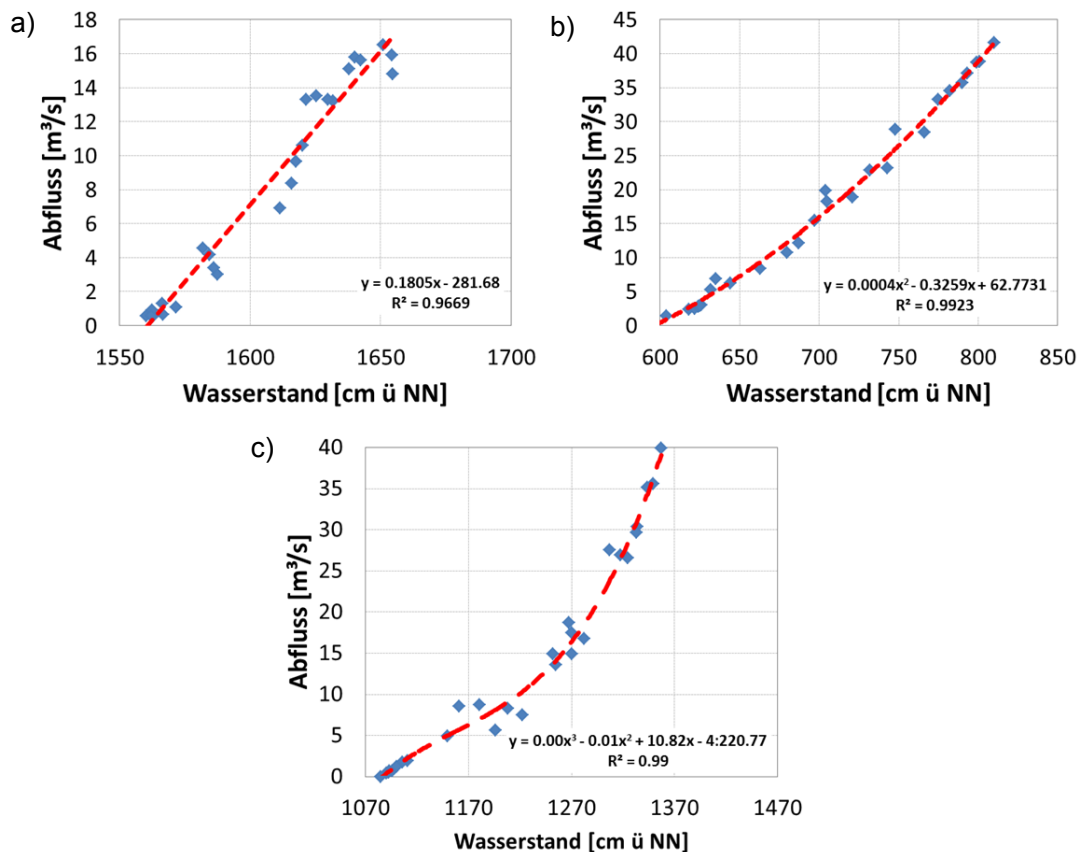 a)
Abfluss [m³/s]
18
16
14
12
10
8
6
4
2
0
y = 0.1805x - 281.68
R² = 0.9669
1550
1600
1650
1700
Wasserstand [cm ü NN]
b)
Abfluss [m³/s]
45
40
35
30
25
20
15
10
5
0
y = 0.0004x² - 0.3259x + 62.7731
R² = 0.9923
600
650
700
750
800
850
Wasserstand [cm ü NN]
c)
Abfluss [m³/s]
40
35
30
25
20
15
10
5
0
y = 0.00x³ - 0.01x² + 10.82x - 4:220.77
R² = 0.99
1070
1170
1270
1370
1470
Wasserstand [cm ü NN]